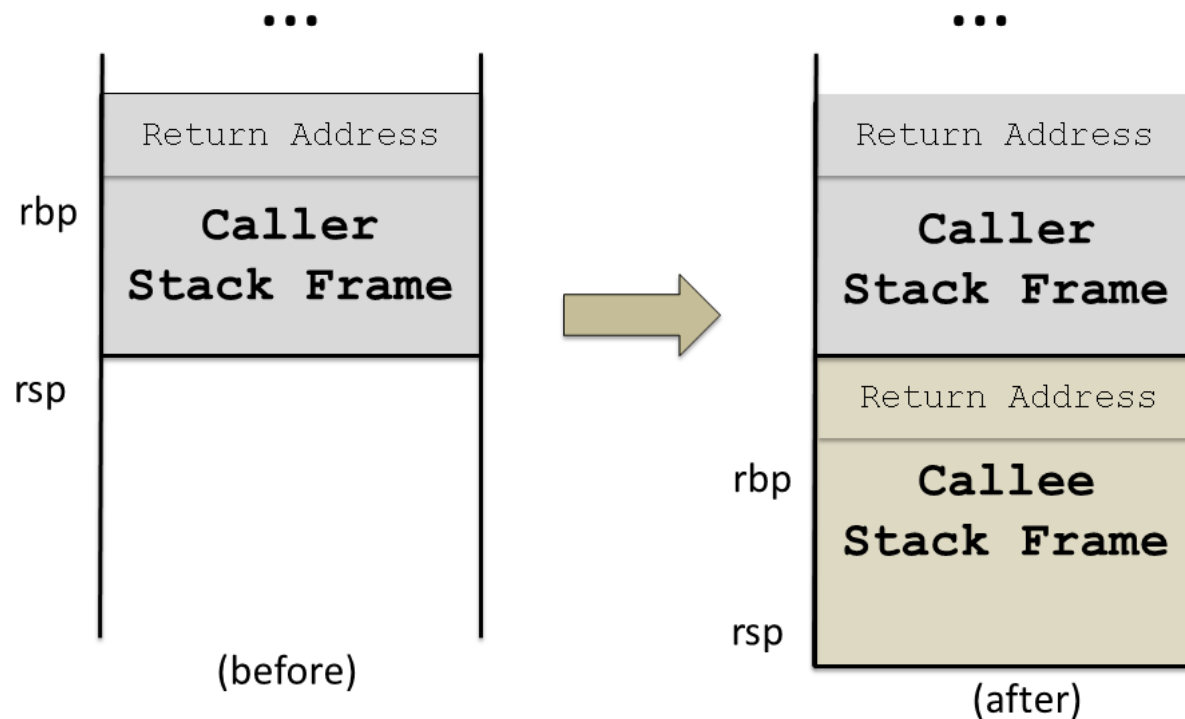 ...
Return Address
rbp
Caller
Stack Frame
rsp
(before)
...
Return Address
Caller
Stack Frame
Return Address
rbp
Callee
Stack Frame
rsp
(after)